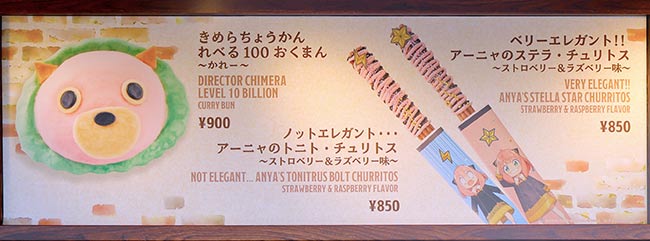 きめらちょうかん
れべる100おくまん
～かれー～
DIRECTOR CHIMERA
LEVEL 10 BILLION
CURRY BUN
¥900
ノットエレガント･･･
アーニャのトニト・チュリトス
～ストロベリー&ラズベリー味～
NOT ELEGANT... ANYA'S TONITRUS BOLT CHURRITOS
STRAWBERRY & RASPBERRY FLAVOR
¥850
ベリーエレガント!!
アーニャのステラ・チュリトス
～ストロベリー&ラズベリー味～
VERY ELEGANT!!
ANYA'S STELLA STAR CHURRITOS
STRAWBERRY & RASPBERRY FLAVOR
¥850